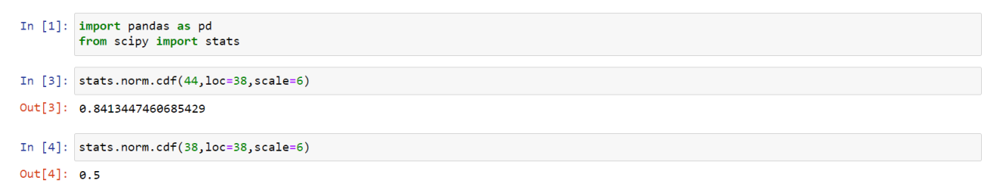 In [1]: import pandas as pd
from scipy import stats
In [3]: stats.norm.cdf(44,loc=38,scale=6)
Out[3]: 0.8413447460685429
In [4]: stats.norm.cdf(38,loc=38,scale=6)
Out[4]: 0.5